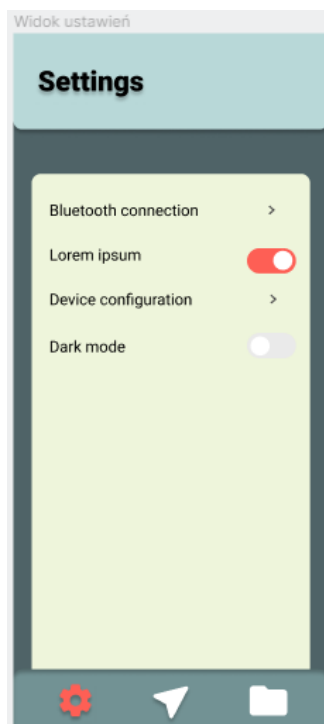 Widok ustawień
Settings
Bluetooth connection
Lorem ipsum
Device configuration
Dark mode